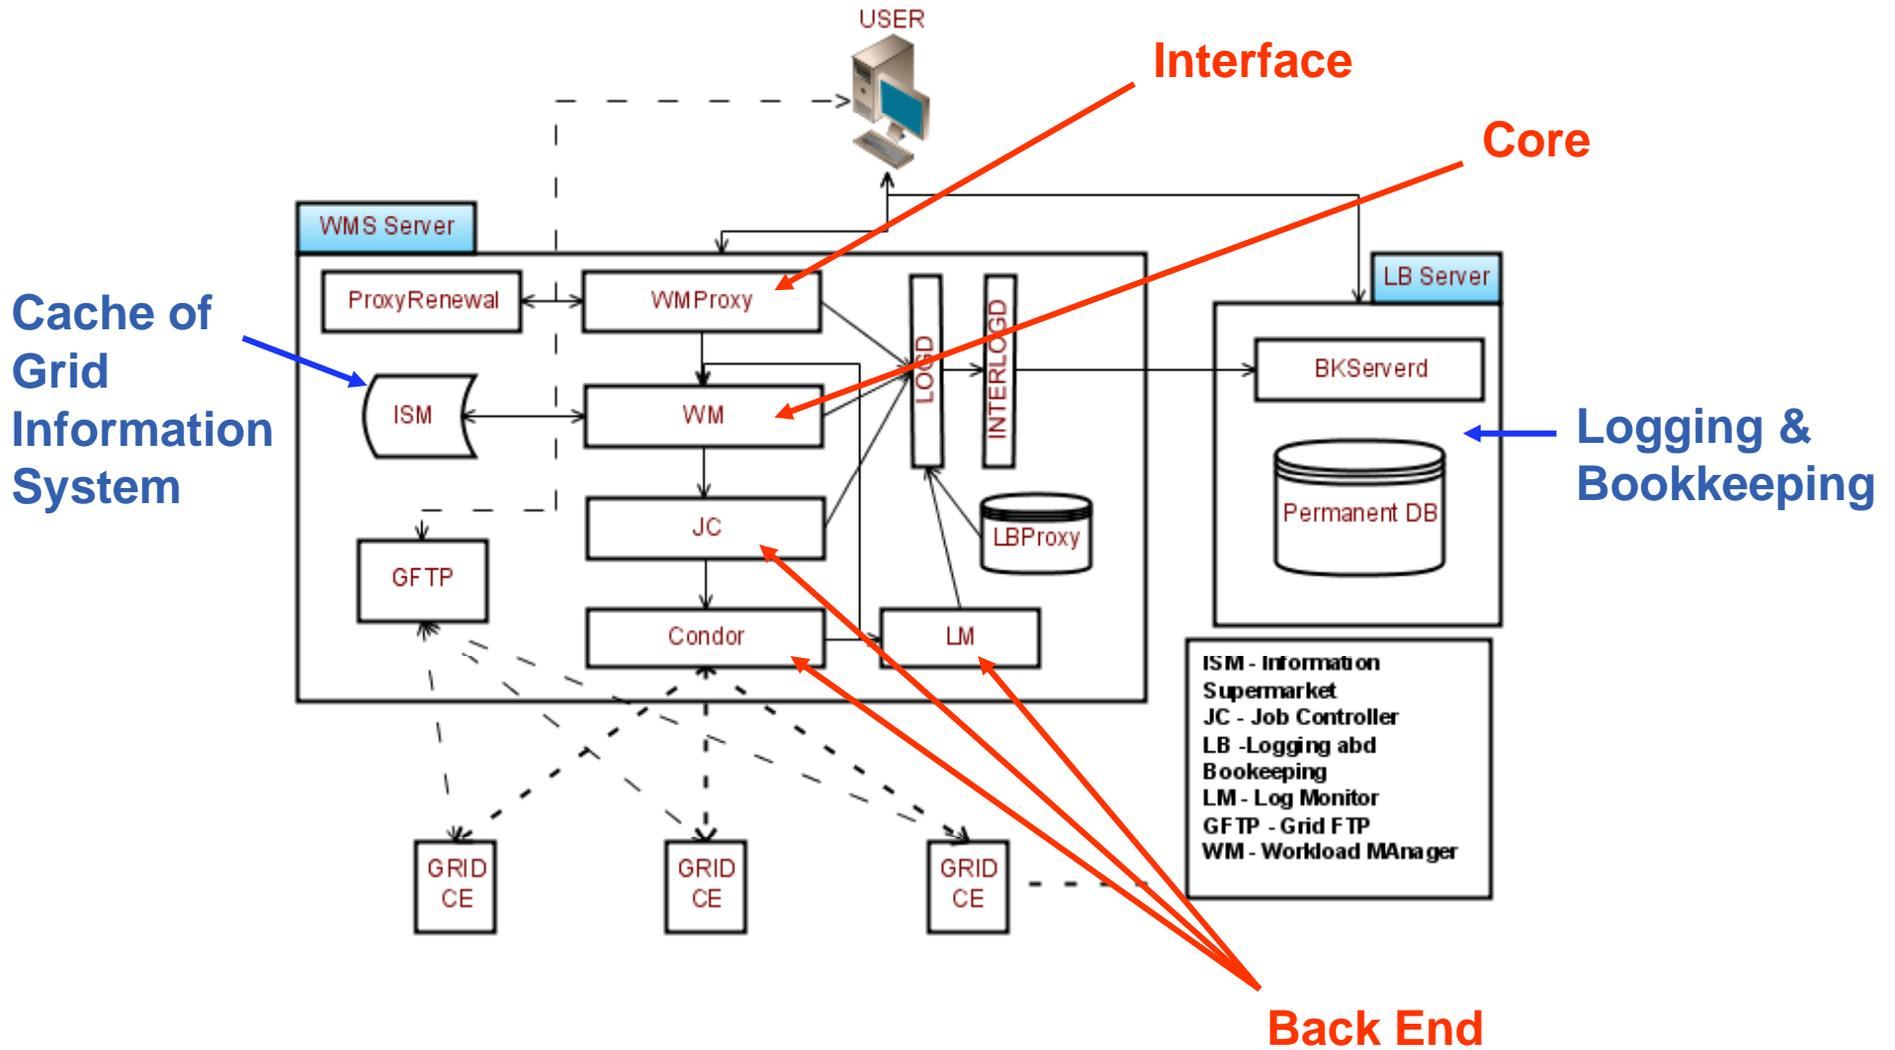 USER
Interface
Core
WMS Server
LB Server
ProxyRenewal
WMProxy
LOGD
INTERLOGD
Cache of
Grid
Information
System
BKServerd
ISM
WM
Logging &
Bookkeeping
Permanent DB
JC
LBProxy
GFTP
Condor
LM
ISM - Information
Supermarket
JC - Job Controller
LB -Logging abd
Bookeeping
LM - Log Monitor
GFTP - Grid FTP
WM - Workload MAnager
GRID
CE
GRID
CE
GRID
CE
Back End